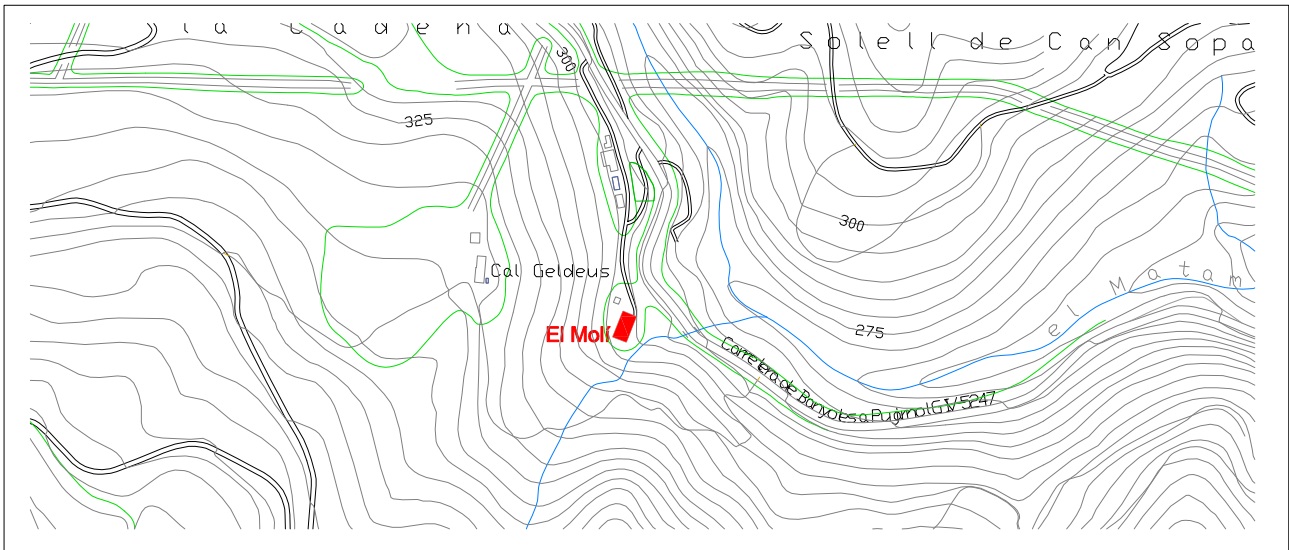 la Cadena
Solell de Can Sopa
300
325
300
Cal Geldeus
el Matam
El Molí
275
Carretera de Banyoles a Pujarnol GIV-5247